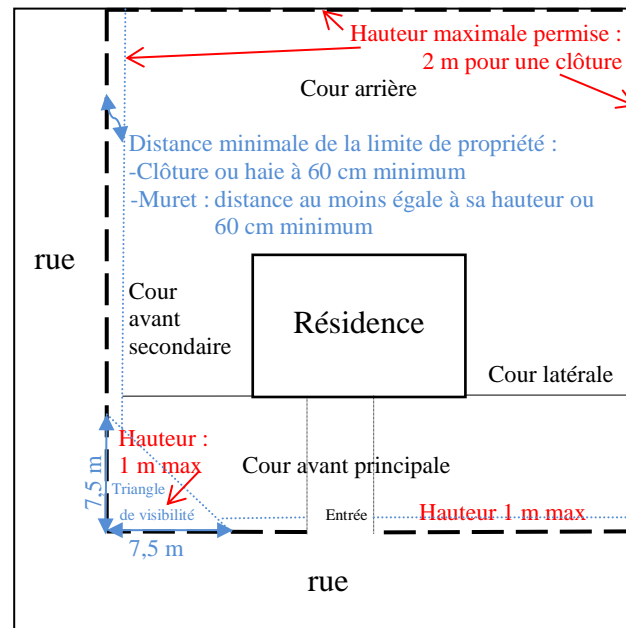 Hauteur maximale permise :
2 m pour une clôture
Cour arrière
Distance minimale de la limite de propriété :
-Clôture ou haie à 60 cm minimum
-Muret : distance au moins égale à sa hauteur ou
60 cm minimum
rue
Cour
avant
secondaire
Résidence
Cour latérale
Hauteur :
1 m max
Cour avant principale
7,5 m
Triangle
de visibilité
Entrée
Hauteur 1 m max
7,5 m
rue